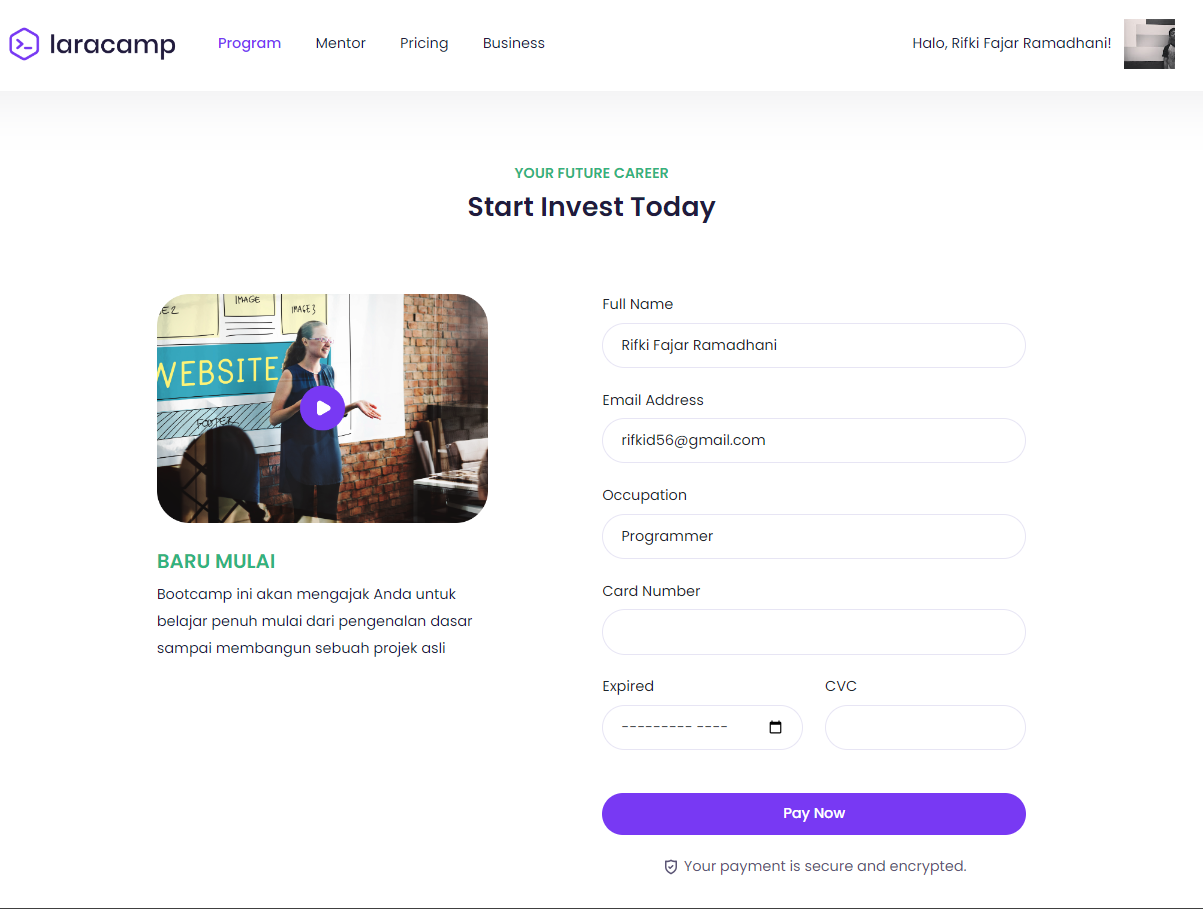 laracamp
Program Mentor Pricing Business
Halo, Rifki Fajar Ramadhani!
YOUR FUTURE CAREER
Start Invest Today
IMAGE
IMAGE 3
WEBSITE
FOOTER
BARU MULAI
Bootcamp ini akan mengajak Anda untuk
belajar penuh mulai dari pengenalan dasar
sampai membangun sebuah projek asli
Full Name
Rifki Fajar Ramadhani
Email Address
rifkid56@gmail.com
Occupation
Programmer
Card Number
Expired CVC
--------- ----
Pay Now
Your payment is secure and encrypted.